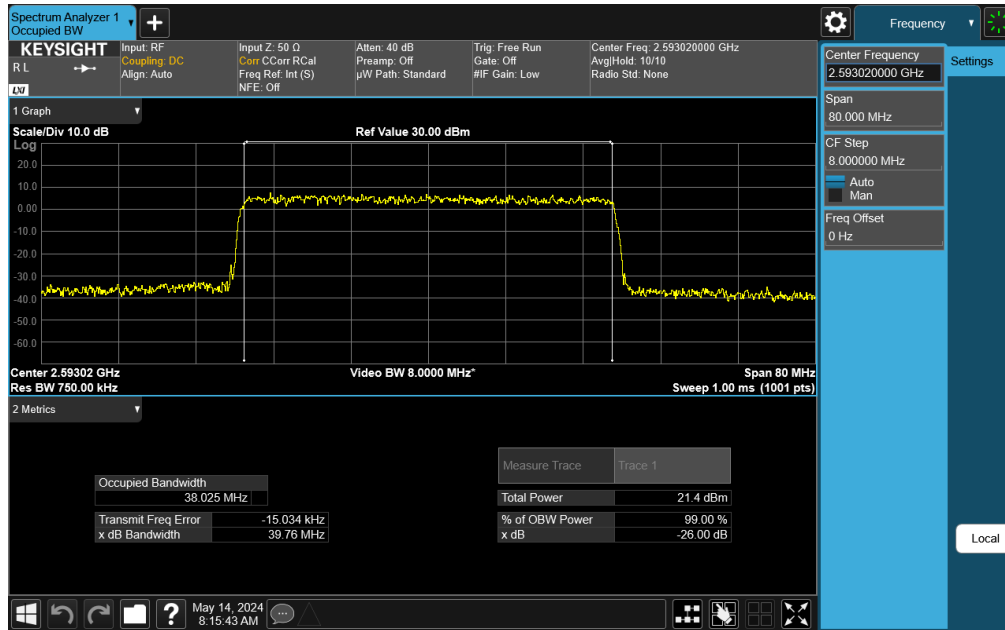 Spectrum Analyzer 1
Occupied BW
Frequency
KEYSIGHT
R L
LXI
Input: RF
Coupling: DC
Align: Auto
Input Z: 50 Ω
Corr CCorr RCal
Freq Ref: Int (S)
NFE: Off
Atten: 40 dB
Preamp: Off
µW Path: Standard
Trig: Free Run
Gate: Off
#IF Gain: Low
Center Freq: 2.593020000 GHz
Avg|Hold: 10/10
Radio Std: None
Center Frequency
2.593020000 GHz
Settings
Span
80.000 MHz
CF Step
8.000000 MHz
Auto
Man
Freq Offset
0 Hz
Local
1 Graph
Scale/Div 10.0 dB
Ref Value 30.00 dBm
Log
20.0
10.0
0.00
-10.0
-20.0
-30.0
-40.0
-50.0
-60.0
Center 2.59302 GHz
Video BW 8.0000 MHz*
Span 80 MHz
Res BW 750.00 kHz
Sweep 1.00 ms (1001 pts)
2 Metrics
Measure Trace Trace 1
Occupied Bandwidth
38.025 MHz
Total Power 21.4 dBm
Transmit Freq Error -15.034 kHz
% of OBW Power 99.00 %
x dB Bandwidth 39.76 MHz
x dB -26.00 dB
May 14, 2024
8:15:43 AM